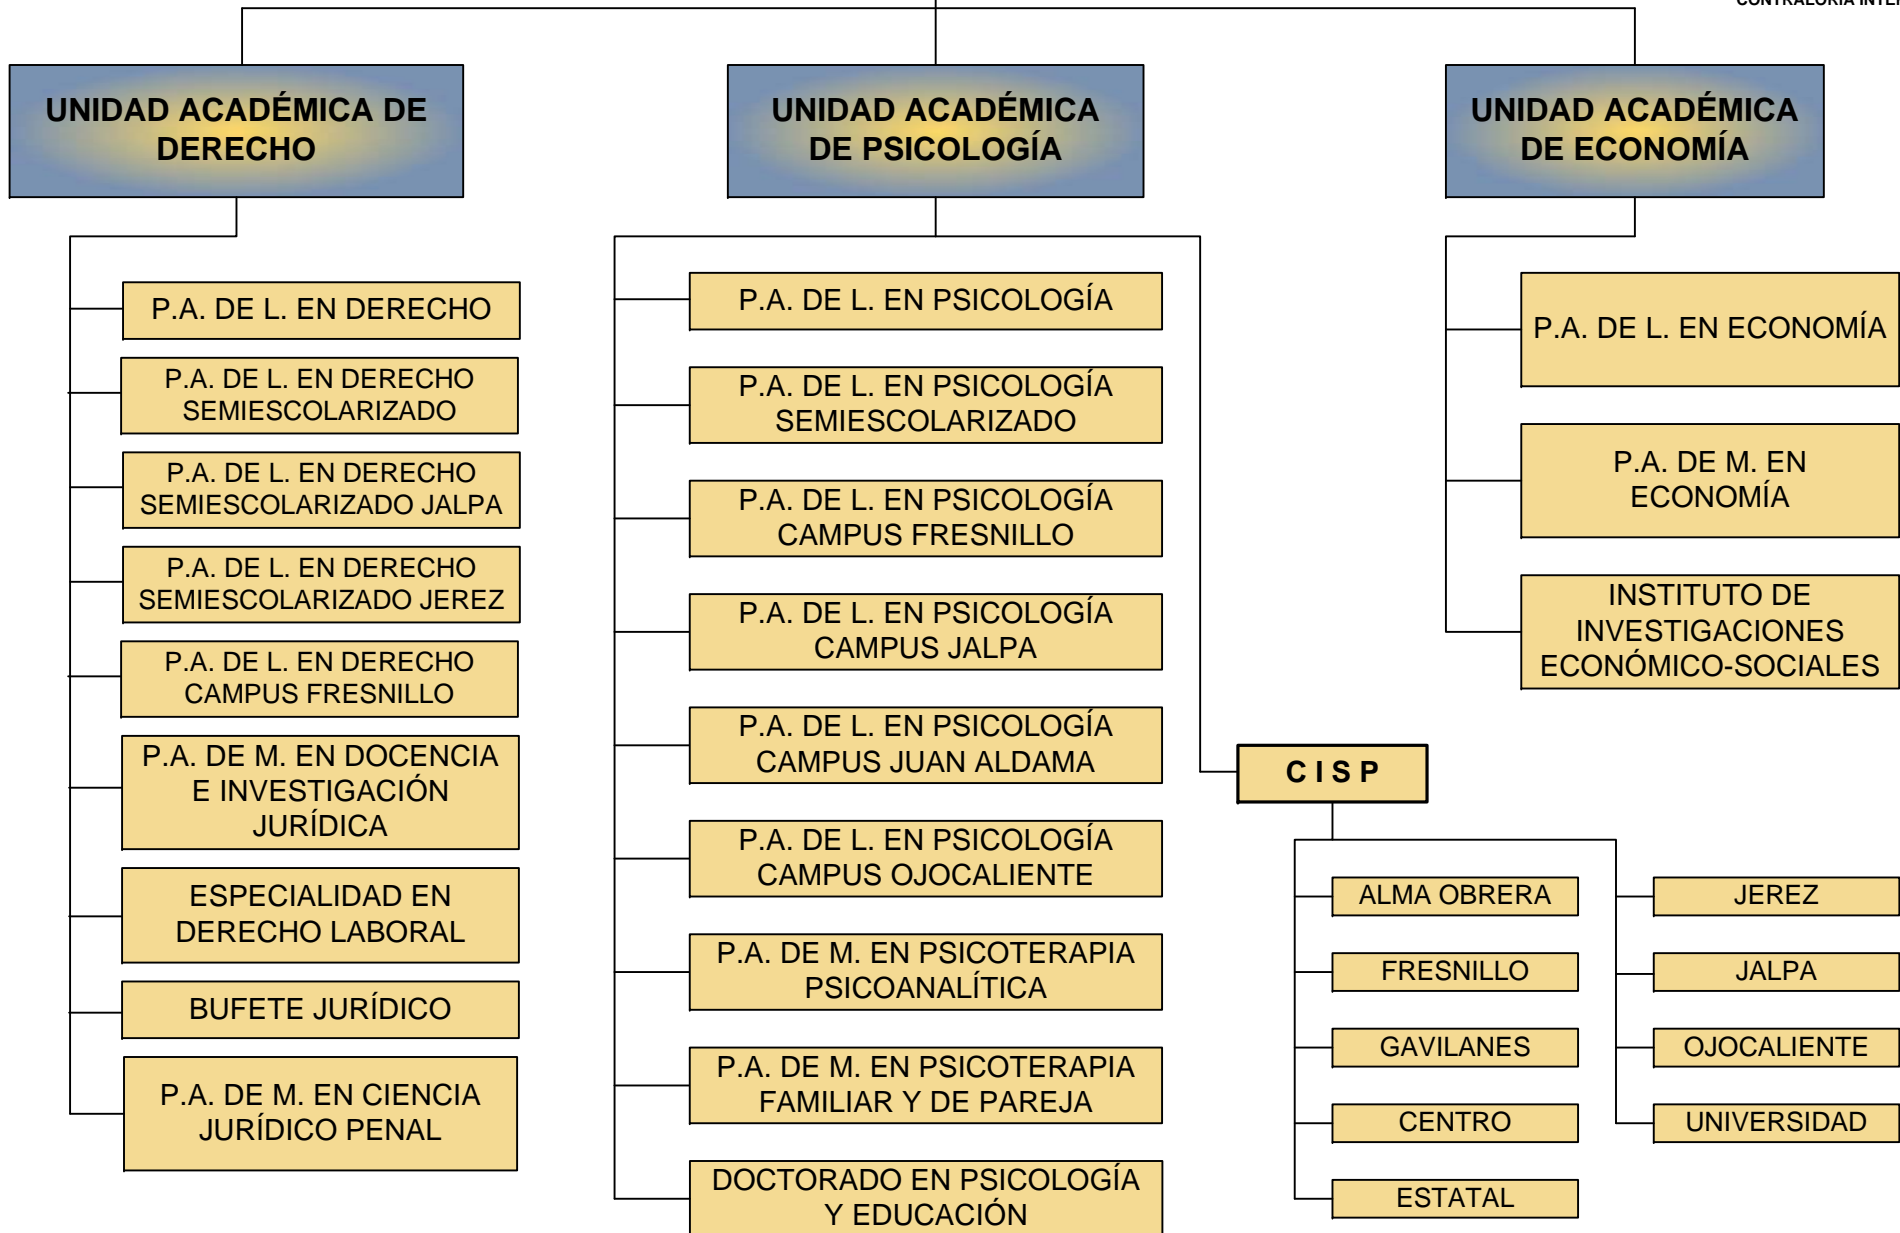 UNIDAD ACADÉMICA DE
DERECHO
P.A. DE L. EN DERECHO
P.A. DE L. EN DERECHO
SEMIESCOLARIZADO
P.A. DE L. EN DERECHO
SEMIESCOLARIZADO JALPA
P.A. DE L. EN DERECHO
SEMIESCOLARIZADO JEREZ
P.A. DE L. EN DERECHO
CAMPUS FRESNILLO
P.A. DE M. EN DOCENCIA
E INVESTIGACIÓN
JURÍDICA
ESPECIALIDAD EN
DERECHO LABORAL
BUFETE JURÍDICO
P.A. DE M. EN CIENCIA
JURÍDICO PENAL
UNIDAD ACADÉMICA
DE PSICOLOGÍA
P.A. DE L. EN PSICOLOGÍA
P.A. DE L. EN PSICOLOGÍA
SEMIESCOLARIZADO
P.A. DE L. EN PSICOLOGÍA
CAMPUS FRESNILLO
P.A. DE L. EN PSICOLOGÍA
CAMPUS JALPA
P.A. DE L. EN PSICOLOGÍA
CAMPUS JUAN ALDAMA
P.A. DE L. EN PSICOLOGÍA
CAMPUS OJOCALIENTE
P.A. DE M. EN PSICOTERAPIA
PSICOANALÍTICA
P.A. DE M. EN PSICOTERAPIA
FAMILIAR Y DE PAREJA
DOCTORADO EN PSICOLOGÍA
Y EDUCACIÓN
C I S P
ALMA OBRERA
FRESNILLO
GAVILANES
CENTRO
ESTATAL
JEREZ
JALPA
OJOCALIENTE
UNIVERSIDAD
UNIDAD ACADÉMICA
DE ECONOMÍA
P.A. DE L. EN ECONOMÍA
P.A. DE M. EN
ECONOMÍA
INSTITUTO DE
INVESTIGACIONES
ECONÓMICO-SOCIALES